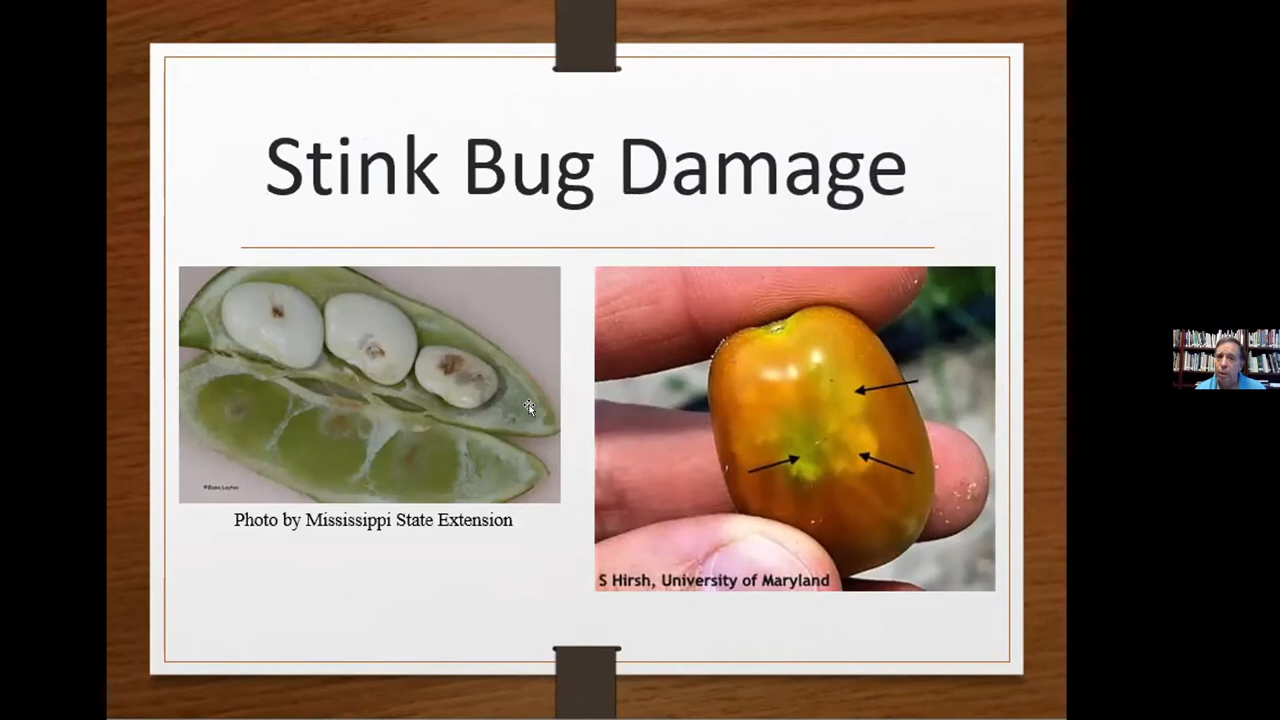 Stink Bug Damage
Photo by Mississippi State Extension
S Hirsh, University of Maryland